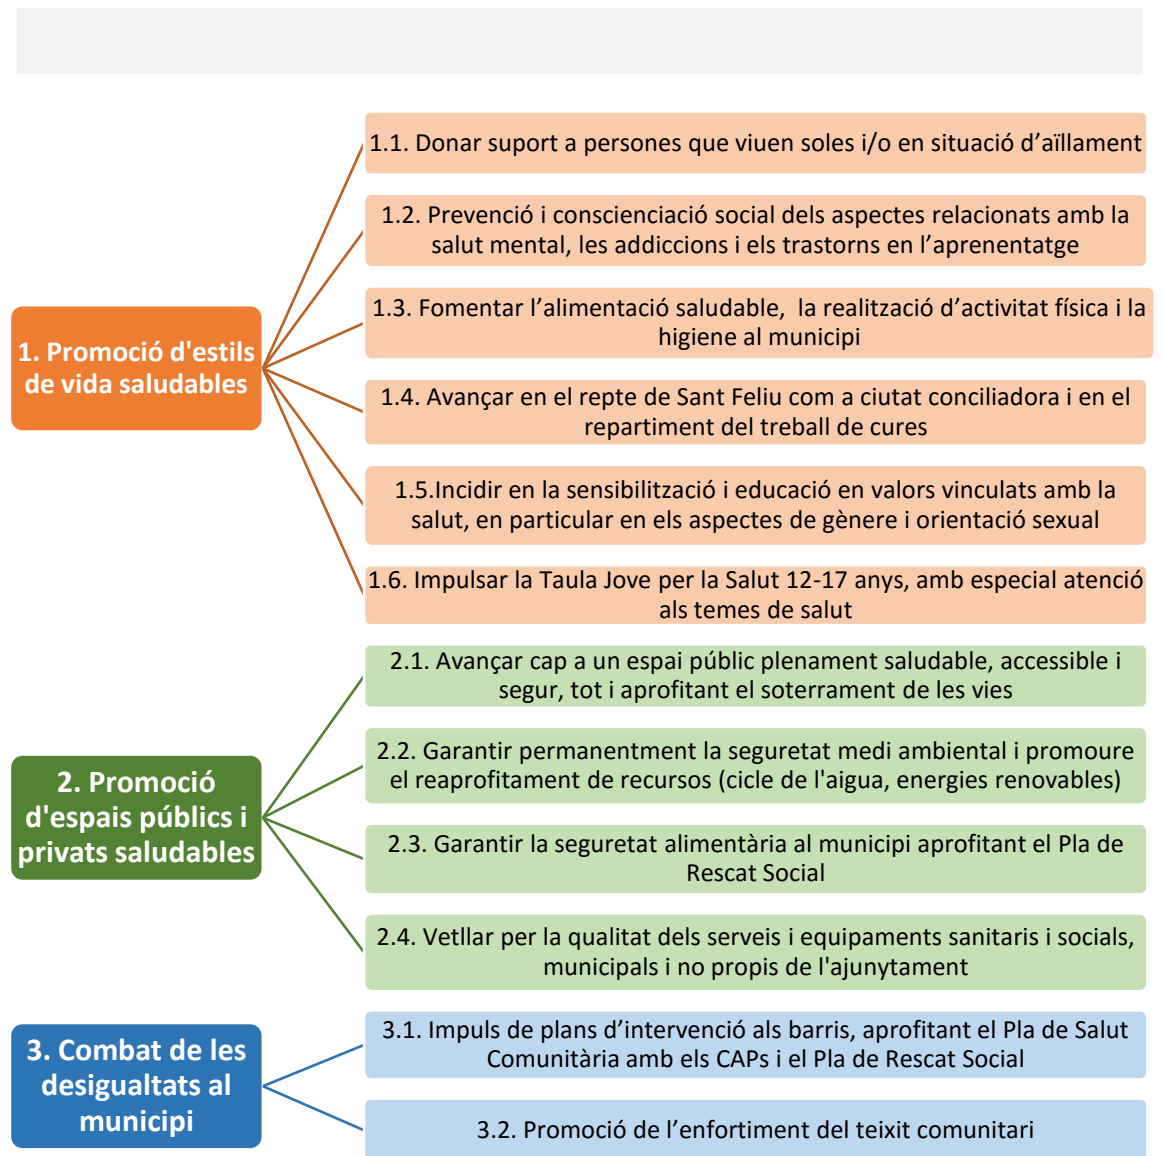 1. Promoció d'estils
de vida saludables
1.1. Donar suport a persones que viuen soles i/o en situació d’aïllament
1.2. Prevenció i conscienciació social dels aspectes relacionats amb la
salut mental, les addiccions i els trastorns en l’aprenentatge
1.3. Fomentar l’alimentació saludable,  la realització d’activitat física i la
higiene al municipi
1.4. Avançar en el repte de Sant Feliu com a ciutat conciliadora i en el
repartiment del treball de cures
1.5.Incidir en la sensibilització i educació en valors vinculats amb la
salut, en particular en els aspectes de gènere i orientació sexual
1.6. Impulsar la Taula Jove per la Salut 12-17 anys, amb especial atenció
als temes de salut
2. Promoció
d'espais públics i
privats saludables
2.1. Avançar cap a un espai públic plenament saludable, accessible i
segur, tot i aprofitant el soterrament de les vies
2.2. Garantir permanentment la seguretat medi ambiental i promoure
el reaprofitament de recursos (cicle de l'aigua, energies renovables)
2.3. Garantir la seguretat alimentària al municipi aprofitant el Pla de
Rescat Social
2.4. Vetllar per la qualitat dels serveis i equipaments sanitaris i socials,
municipals i no propis de l'ajunytament
3. Combat de les
desigualtats al
municipi
3.1. Impuls de plans d’intervenció als barris, aprofitant el Pla de Salut
Comunitària amb els CAPs i el Pla de Rescat Social
3.2. Promoció de l’enfortiment del teixit comunitari